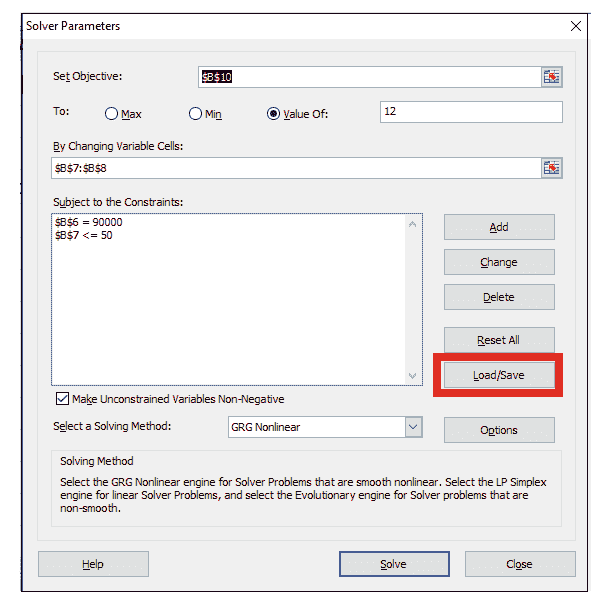 Solver Parameters
Set Objective: $B$10
To: Max Min Value Of: 12
By Changing Variable Cells:
$B$7:$B$8
Subject to the Constraints:
$B$6 = 90000
$B$7 <= 50
Add
Change
Delete
Reset All
Load/Save
Make Unconstrained Variables Non-Negative
Select a Solving Method: GRG Nonlinear Options
Solving Method
Select the GRG Nonlinear engine for Solver Problems that are smooth nonlinear. Select the LP Simplex
engine for linear Solver Problems, and select the Evolutionary engine for Solver problems that are
non-smooth.
Help Solve Close